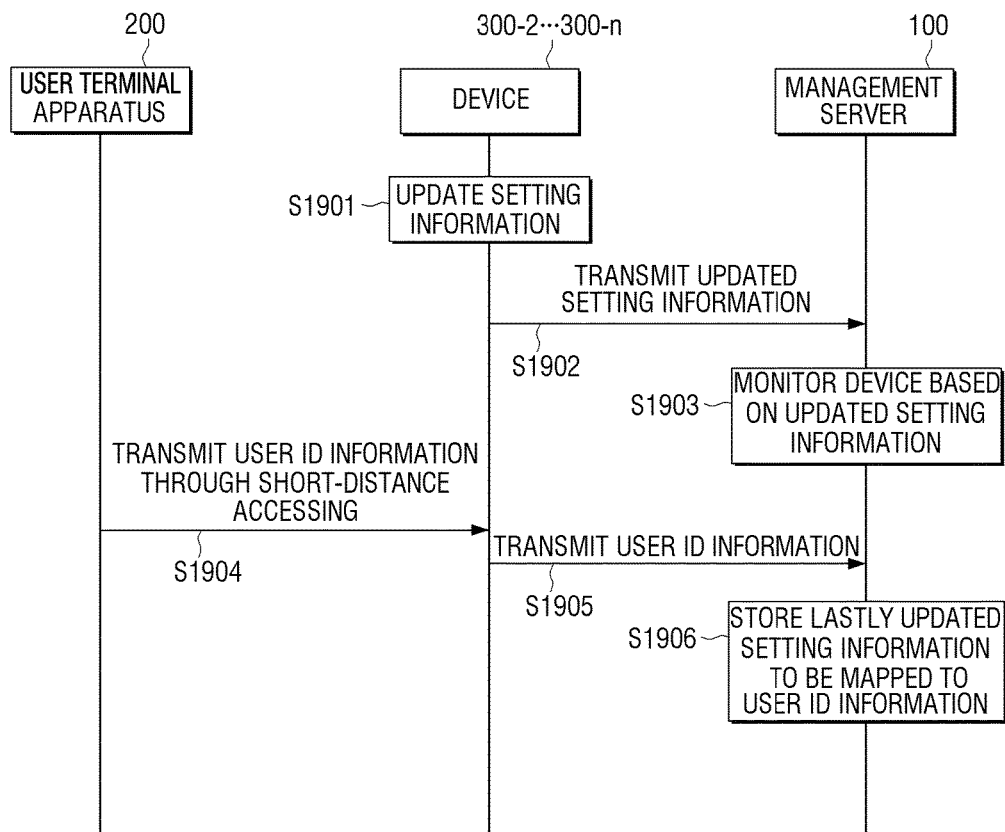 200
300-2···300-n
100
USER TERMINAL
APPARATUS
DEVICE
MANAGEMENT
SERVER
S1901
UPDATE SETTING
INFORMATION
TRANSMIT UPDATED
SETTING INFORMATION
S1902
S1903
MONITOR DEVICE BASED
ON UPDATED SETTING
INFORMATION
TRANSMIT USER ID INFORMATION
THROUGH SHORT-DISTANCE
ACCESSING
S1904
TRANSMIT USER ID INFORMATION
S1905
S1906
STORE LASTLY UPDATED
SETTING INFORMATION
TO BE MAPPED TO
USER ID INFORMATION